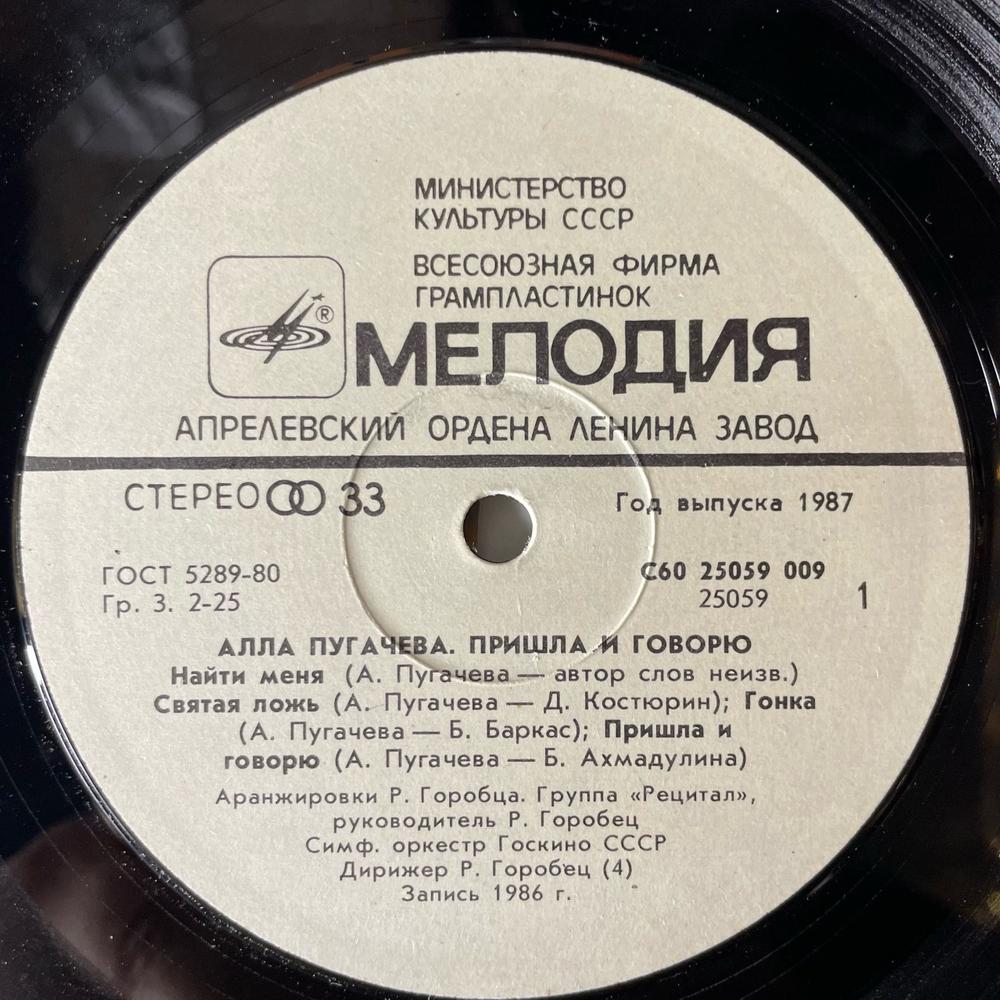 МИНИСТЕРСТВО
КУЛЬТУРЫ СССР
ВСЕСОЮЗНАЯ ФИРМА
ГРАМПЛАСТИНОК
®
МЕЛОДИЯ
АПРЕЛЕВСКИЙ ОРДЕНА ЛЕНИНА ЗАВОД
СТЕРЕО 33
Год выпуска 1987
ГОСТ 5289-80
Гр. 3. 2-25
С60 25059 009
25059 1
АЛЛА ПУГАЧЕВА. ПРИШЛА И ГОВОРЮ
Найти меня (А. Пугачева — автор слов неизв.)
Святая ложь (А. Пугачева — Д. Костюрин); Гонка
(А. Пугачева — Б. Баркас); Пришла и
говорю (А. Пугачева — Б. Ахмадулина)
Аранжировки Р. Горобца. Группа «Рецитал»,
руководитель Р. Горобец
Симф. оркестр Госкино СССР
Дирижер Р. Горобец (4)
Запись 1986 г.